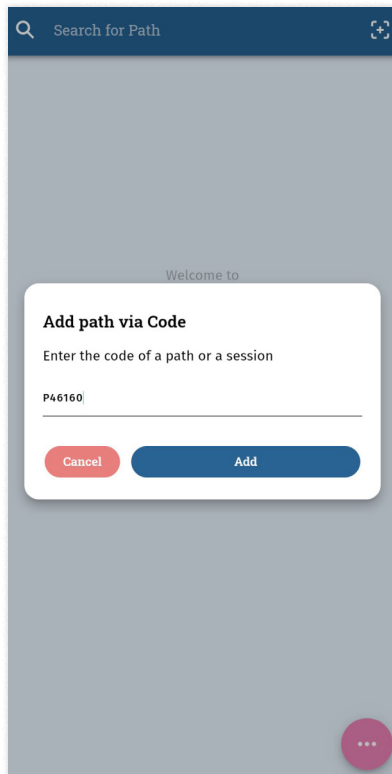 Search for Path
Welcome to
Add path via Code
Enter the code of a path or a session
P46160
Cancel
Add